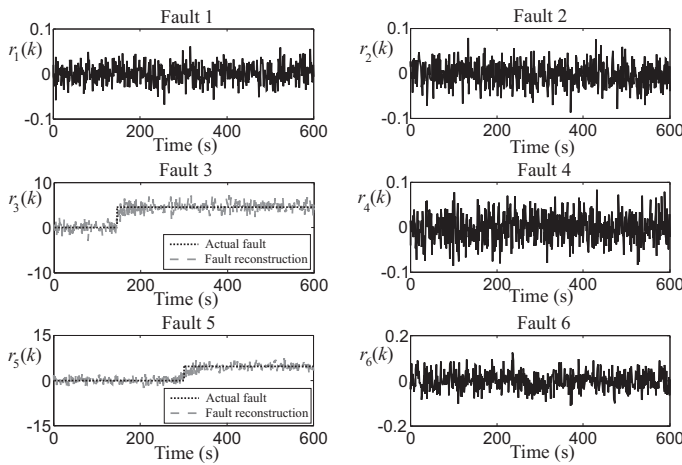 Fault 1
r1(k)
0.1
0
-0.1
0 200 400 600
Time (s)
Fault 2
r2(k)
0.1
0
-0.1
0 200 400 600
Time (s)
Fault 3
r3(k)
10
0
-10
Actual fault
Fault reconstruction
0 200 400 600
Time (s)
Fault 4
r4(k)
0.1
0
-0.1
0 200 400 600
Time (s)
Fault 5
r5(k)
15
0
-15
Actual fault
Fault reconstruction
0 200 400 600
Time (s)
Fault 6
r6(k)
0.2
0
-0.2
0 200 400 600
Time (s)